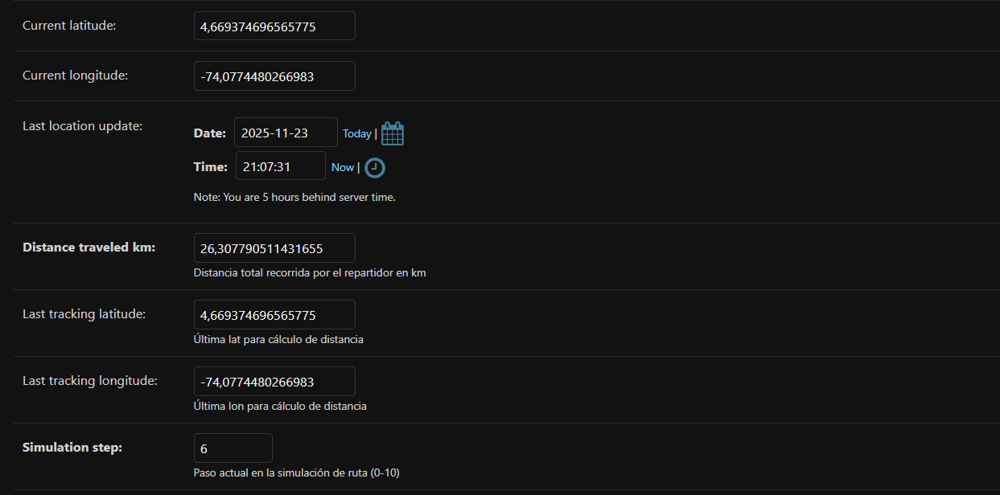 Current latitude: 4,669374696565775
Current longitude: -74,0774480266983
Last location update:
Date: 2025-11-23 Today |
Time: 21:07:31 Now |
Note: You are 5 hours behind server time.
Distance traveled km: 26,307790511431655
Distancia total recorrida por el repartidor en km
Last tracking latitude: 4,669374696565775
Última lat para cálculo de distancia
Last tracking longitude: -74,0774480266983
Última lon para cálculo de distancia
Simulation step: 6
Paso actual en la simulación de ruta (0-10)